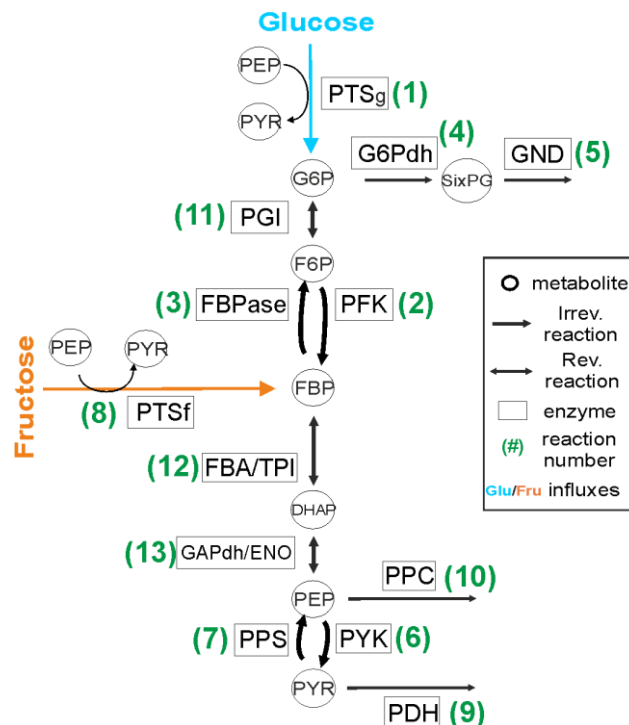 Glucose
PEP
PTSg (1)
PYR
(4)
G6Pdh GND (5)
G6P SixPG
(11) PGI
F6P
(3) FBPase PFK (2)
PEP PYR
Fructose
FBP
(8) PTSf
(12) FBA/TPI
DHAP
(13) GAPdh/ENO
PPC (10)
PEP
(7) PPS PYK (6)
PYR
PDH (9)
metabolite
Irrev.
reaction
Rev.
reaction
enzyme
(#) reaction
number
Glu/Fru influxes